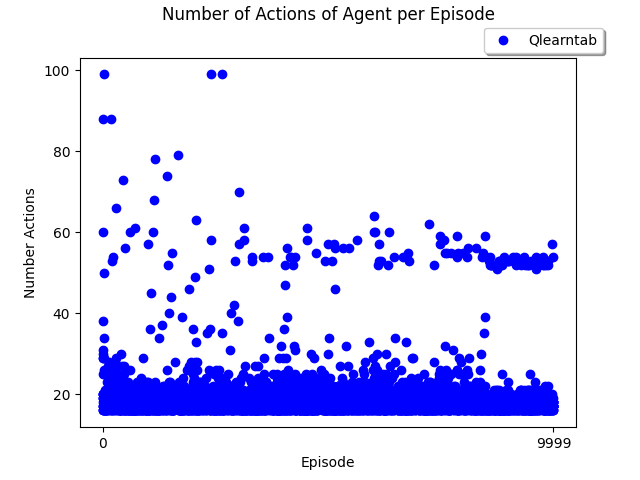 Number of Actions of Agent per Episode
Qlearntab
100
80
60
40
20
Number Actions
0
9999
Episode